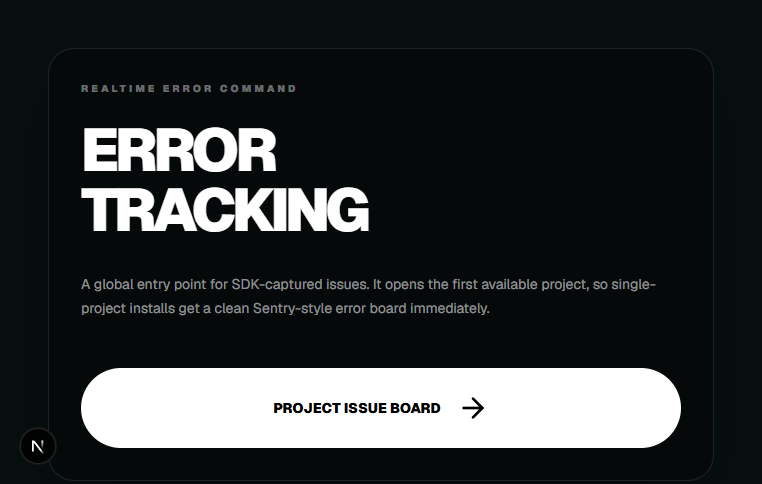 REALTIME ERROR COMMAND
ERROR
TRACKING
A global entry point for SDK-captured issues. It opens the first available project, so single-
project installs get a clean Sentry-style error board immediately.
PROJECT ISSUE BOARD
N